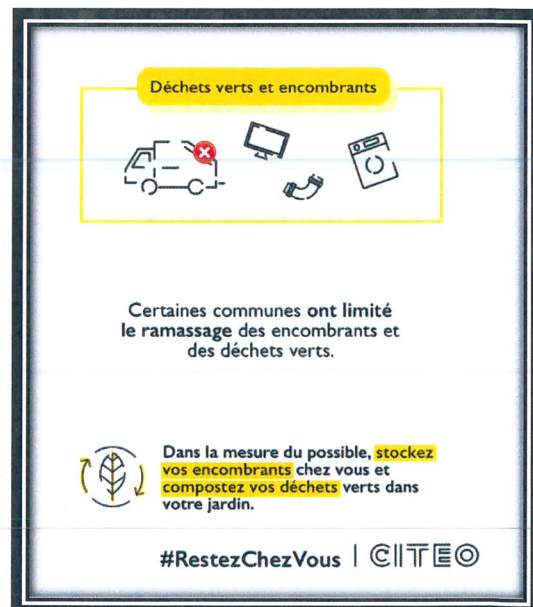 Déchets verts et encombrants
Certaines communes ont limité
le ramassage des encombrants et
des déchets verts.
Dans la mesure du possible, stockez
vos encombrants chez vous et
compostez vos déchets verts dans
votre jardin.
#RestezChezVous | CITEO